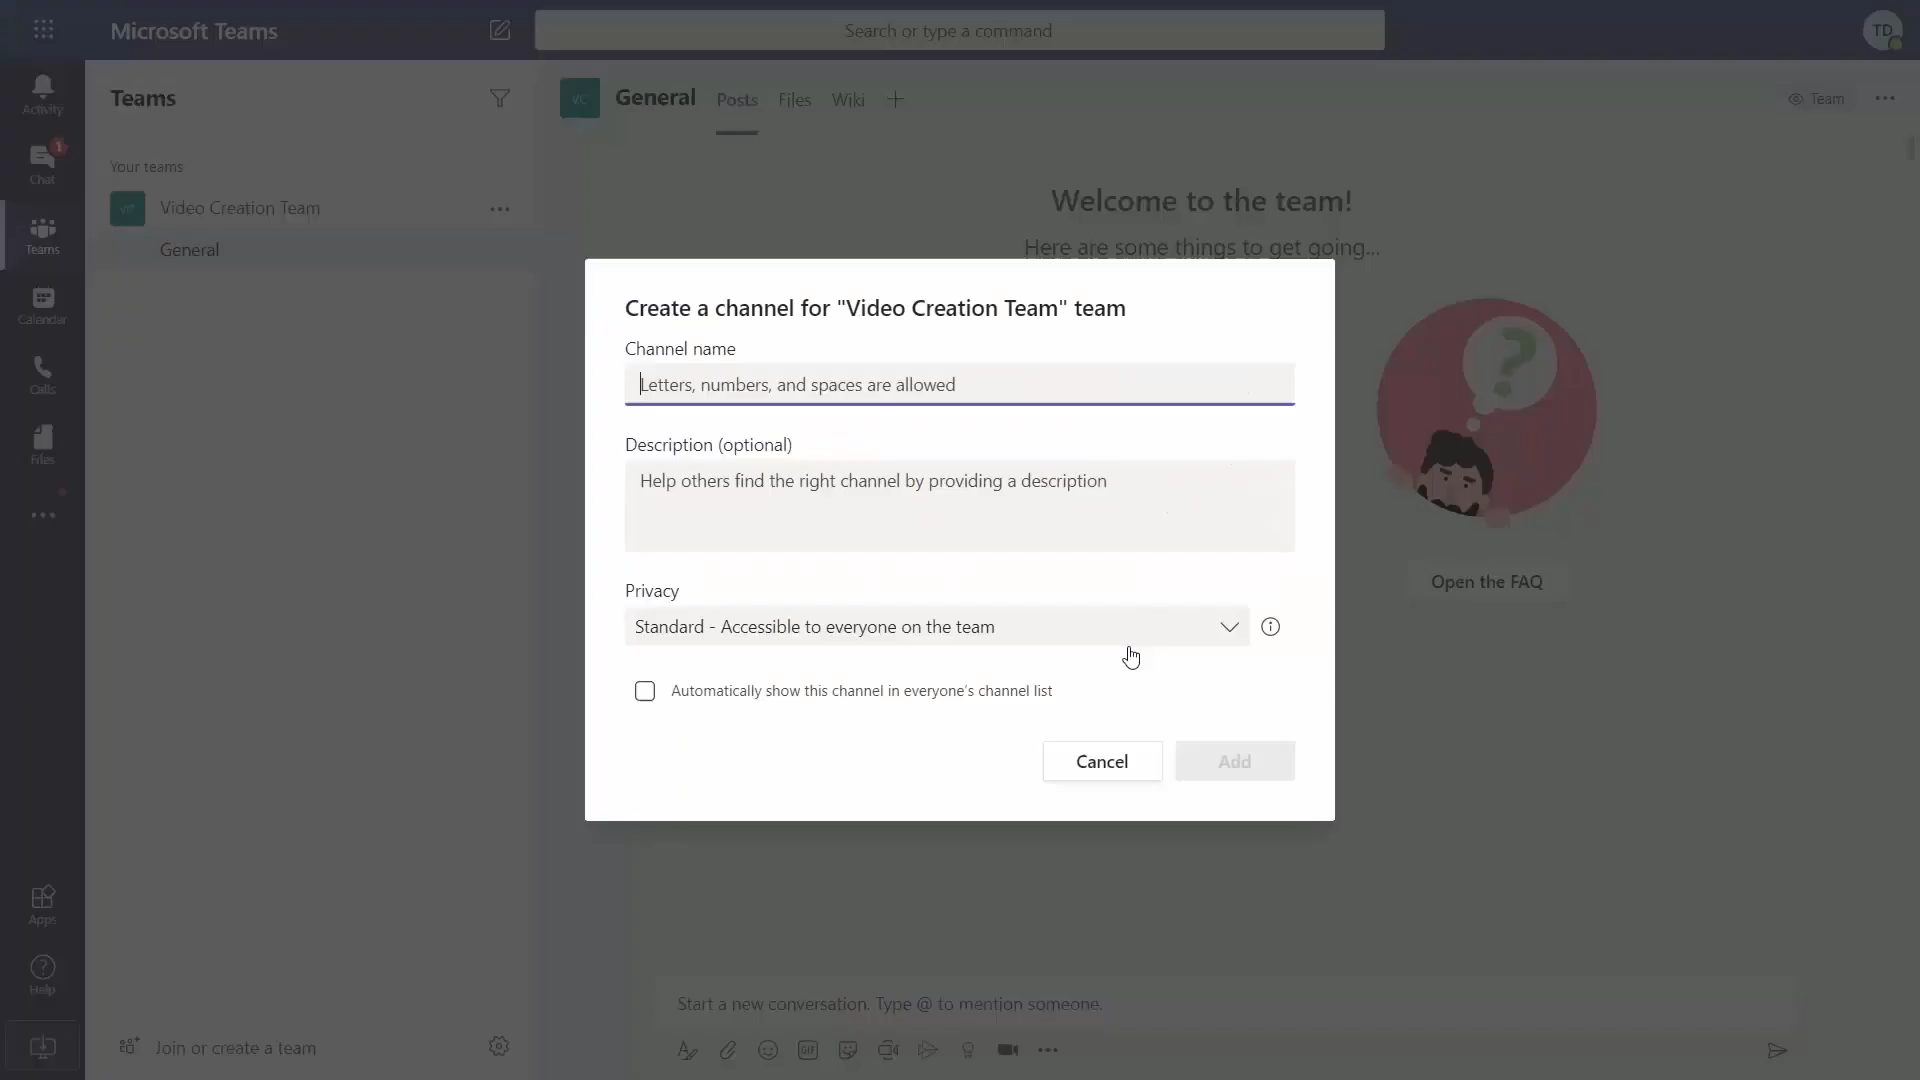 Microsoft Teams
Search or type a command
TD
Activity
Chat
1
Teams
Calendar
Calls
Files
Apps
Help
Teams
Your teams
Video Creation Team
General
Join or create a team
VC
General
Posts
Files
Wiki
Team
Welcome to the team!
Here are some things to get going...
Open the FAQ
Create a channel for "Video Creation Team" team
Channel name
Letters, numbers, and spaces are allowed
Description (optional)
Help others find the right channel by providing a description
Privacy
Standard - Accessible to everyone on the team
Automatically show this channel in everyone's channel list
Cancel
Add
Start a new conversation. Type @ to mention someone.
GIF